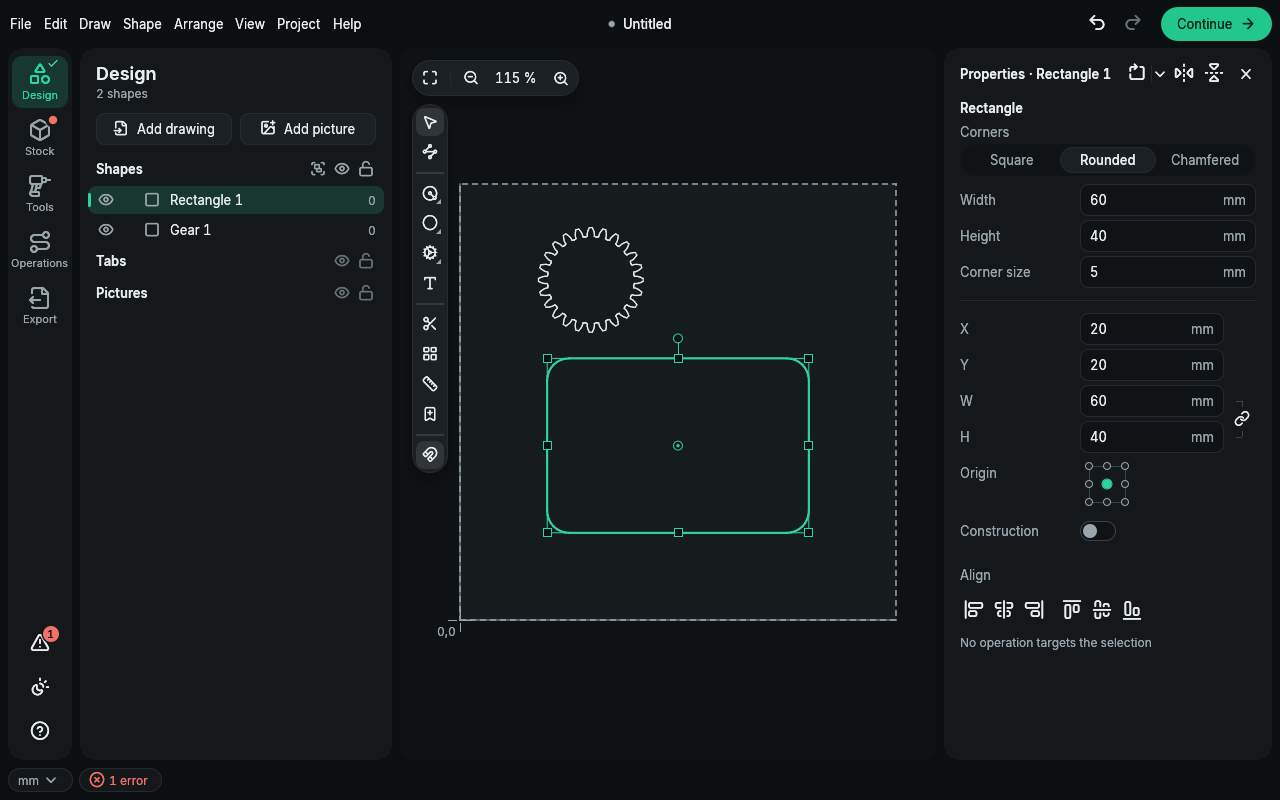 File Edit Draw Shape Arrange View Project Help
Untitled
Continue
Design
Stock
Tools
Operations
Export
1
Design
2 shapes
Add drawing Add picture
Shapes
Rectangle 1 0
Gear 1 0
Tabs
Pictures
115 %
0,0
Properties · Rectangle 1
Rectangle
Corners
Square Rounded Chamfered
Width 60 mm
Height 40 mm
Corner size 5 mm
X 20 mm
Y 20 mm
W 60 mm
H 40 mm
Origin
Construction
Align
No operation targets the selection
mm 1 error